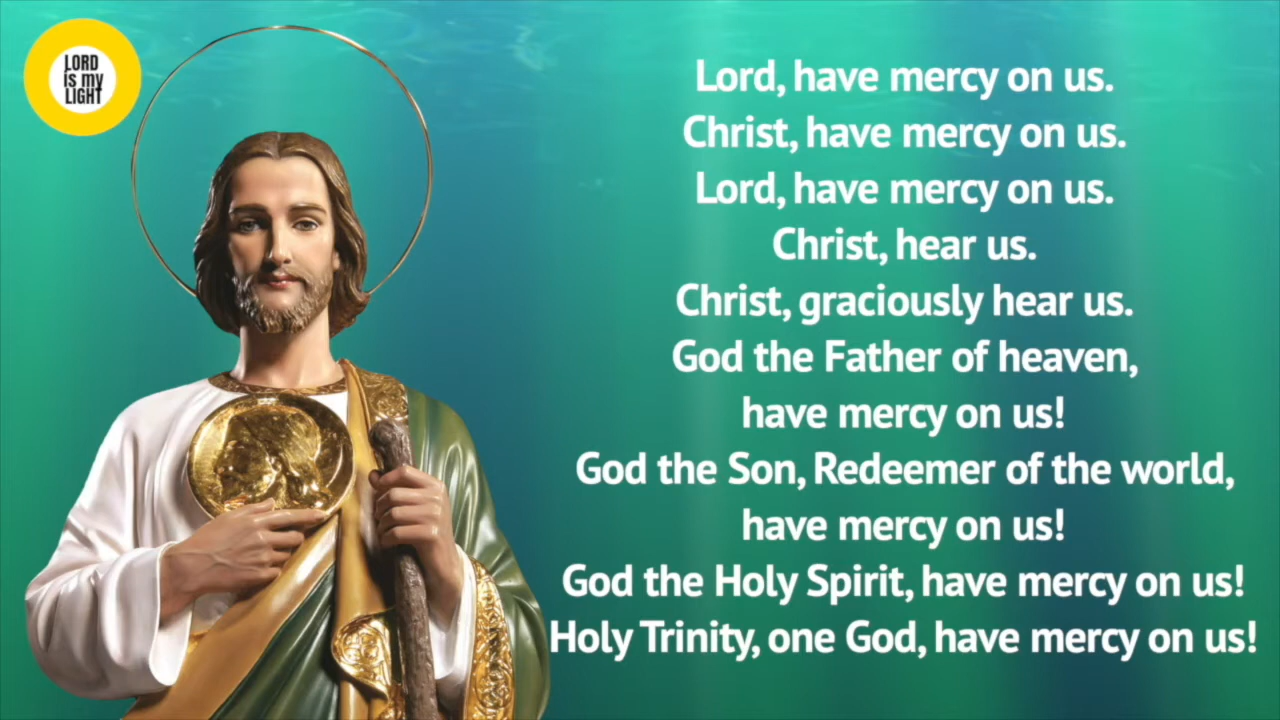 LORD
is my
LIGHT
Lord, have mercy on us.
Christ, have mercy on us.
Lord, have mercy on us.
Christ, hear us.
Christ, graciously hear us.
God the Father of heaven,
have mercy on us!
God the Son, Redeemer of the world,
have mercy on us!
God the Holy Spirit, have mercy on us!
Holy Trinity, one God, have mercy on us!